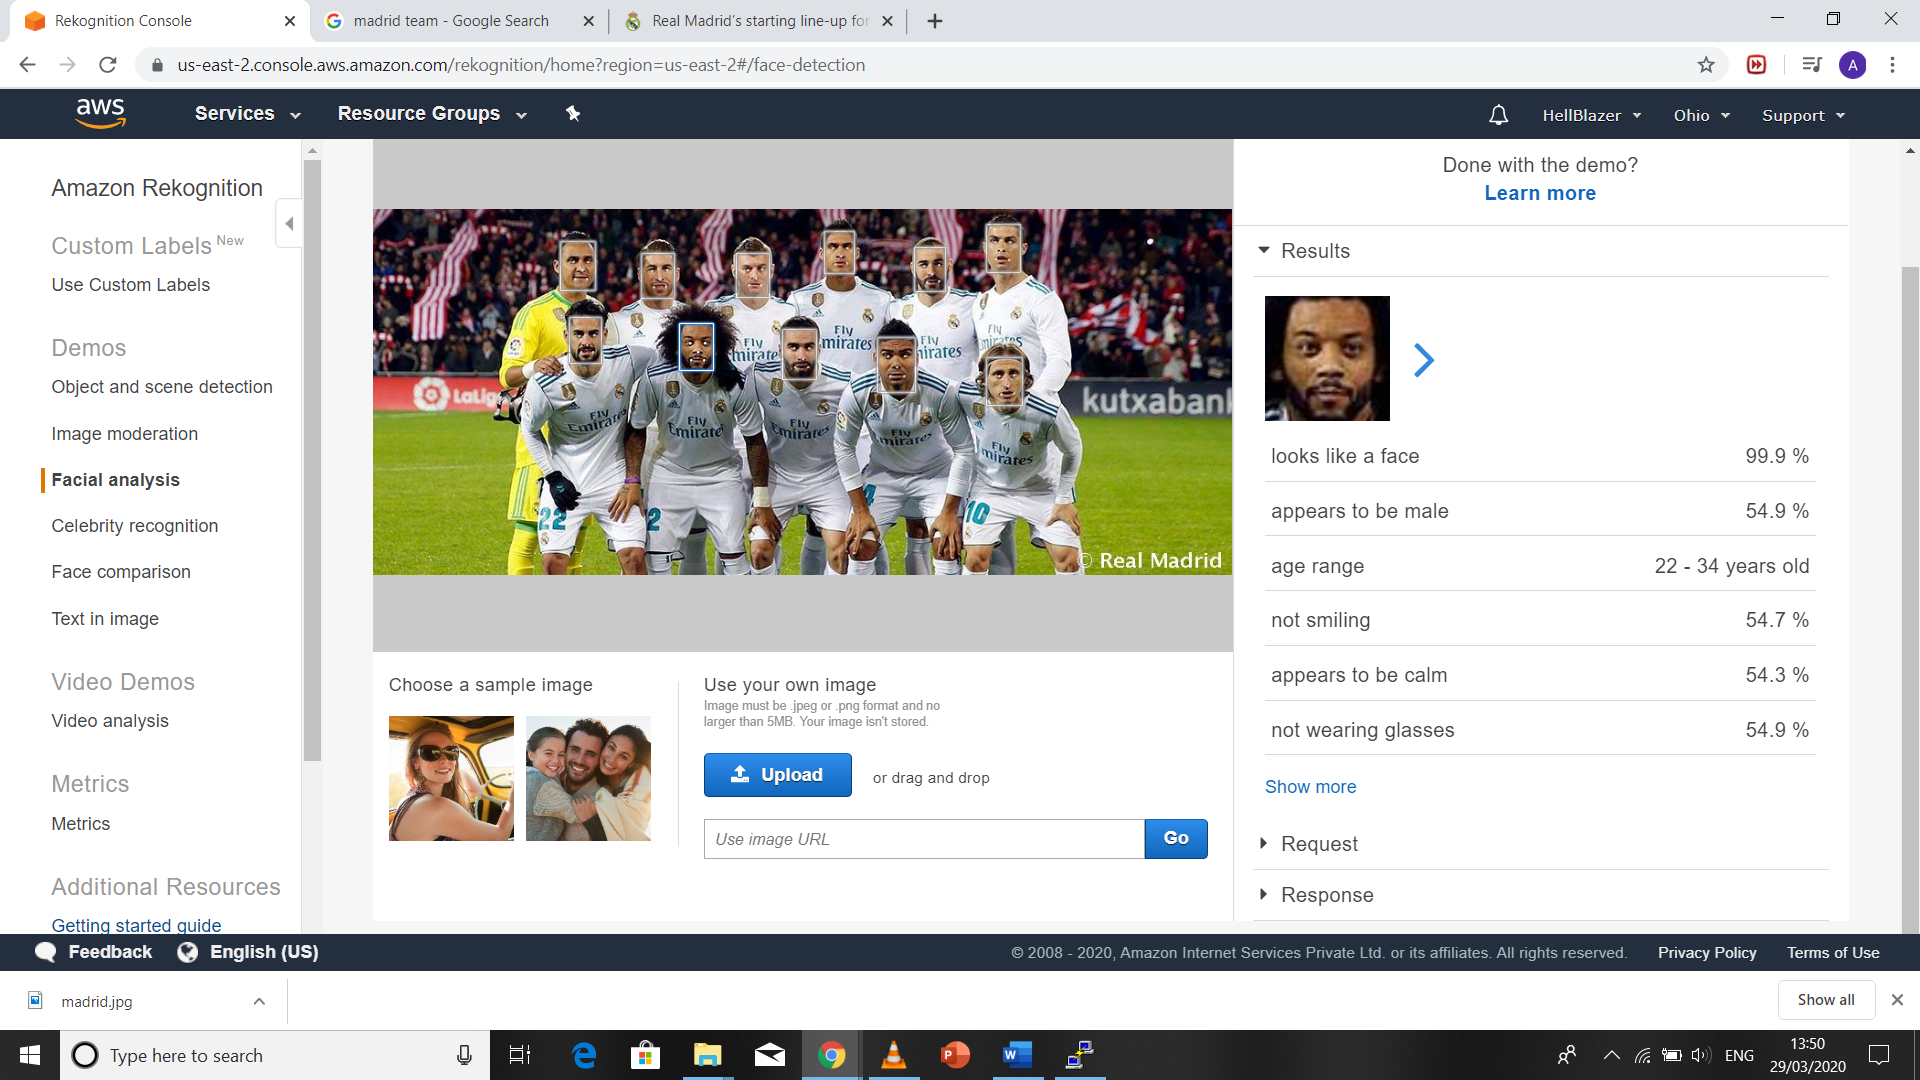 Rekognition Console
madrid team - Google Search
Real Madrid's starting line-up for
us-east-2.console.aws.amazon.com/rekognition/home?region=us-east-2#/face-detection
A
aws
Services
Resource Groups
HellBlazer
Ohio
Support
Amazon Rekognition
Custom Labels New
Use Custom Labels
Demos
Object and scene detection
Image moderation
Facial analysis
Celebrity recognition
Face comparison
Text in image
Video Demos
Video analysis
Metrics
Metrics
Additional Resources
Getting started guide
Fly
Emirates
LaLiga
kutxabank
22
10
© Real Madrid
Choose a sample image
Use your own image
Image must be .jpeg or .png format and no
larger than 5MB. Your image isn't stored.
Upload
or drag and drop
Use image URL
Go
Done with the demo?
Learn more
Results
looks like a face 99.9 %
appears to be male 54.9 %
age range 22 - 34 years old
not smiling 54.7 %
appears to be calm 54.3 %
not wearing glasses 54.9 %
Show more
Request
Response
Feedback
English (US)
© 2008 - 2020, Amazon Internet Services Private Ltd. or its affiliates. All rights reserved.
Privacy Policy
Terms of Use
madrid.jpg
Show all
Type here to search
ENG
13:50
29/03/2020